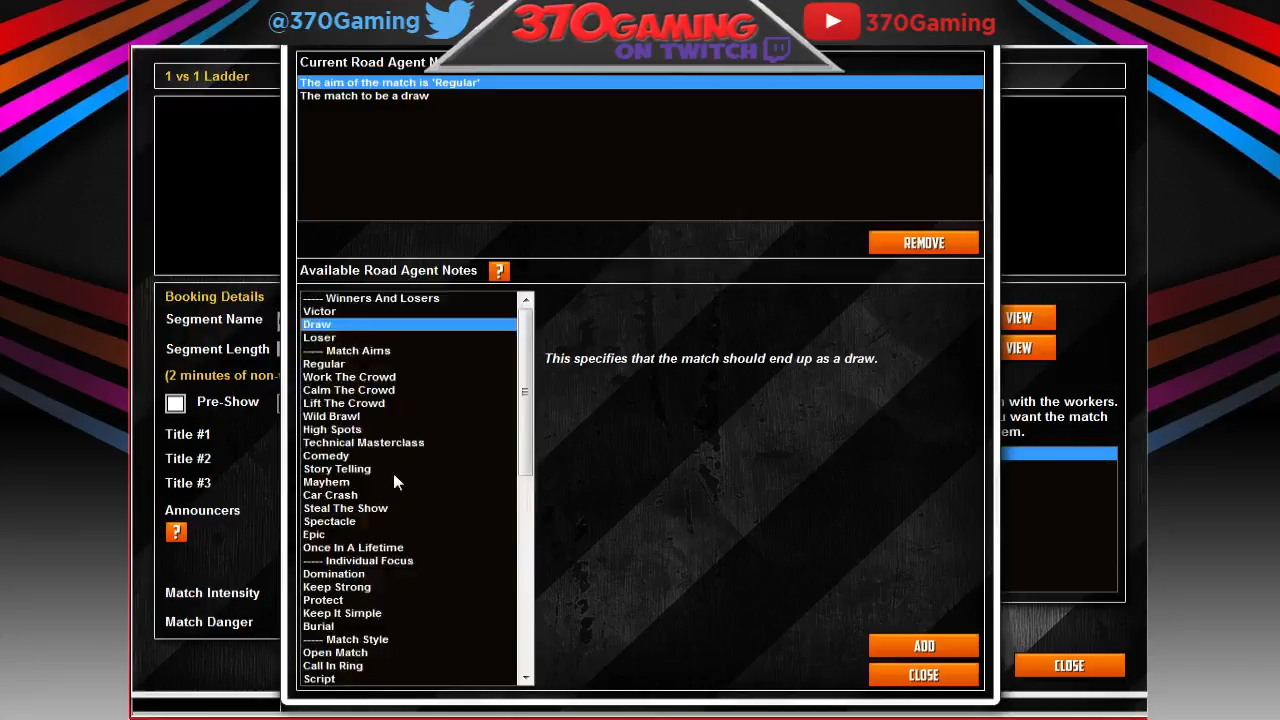 @370Gaming
370GAMING
ON TWITCH
370Gaming
1 vs 1 Ladder
Current Road Agent
The aim of the match is 'Regular'
The match to be a draw
REMOVE
Available Road Agent Notes
?
----- Winners And Losers
Victor
Draw
Loser
----- Match Aims
Regular
Work The Crowd
Calm The Crowd
Lift The Crowd
Wild Brawl
High Spots
Technical Masterclass
Comedy
Story Telling
Mayhem
Car Crash
Steal The Show
Spectacle
Epic
Once In A Lifetime
----- Individual Focus
Domination
Keep Strong
Protect
Keep It Simple
Burial
----- Match Style
Open Match
Call In Ring
Script
This specifies that the match should end up as a draw.
ADD
CLOSE
Booking Details
Segment Name
Segment Length
(2 minutes of non-
Pre-Show
Title #1
Title #2
Title #3
Announcers
?
Match Intensity
Match Danger
VIEW
VIEW
with the workers.
want the match
CLOSE